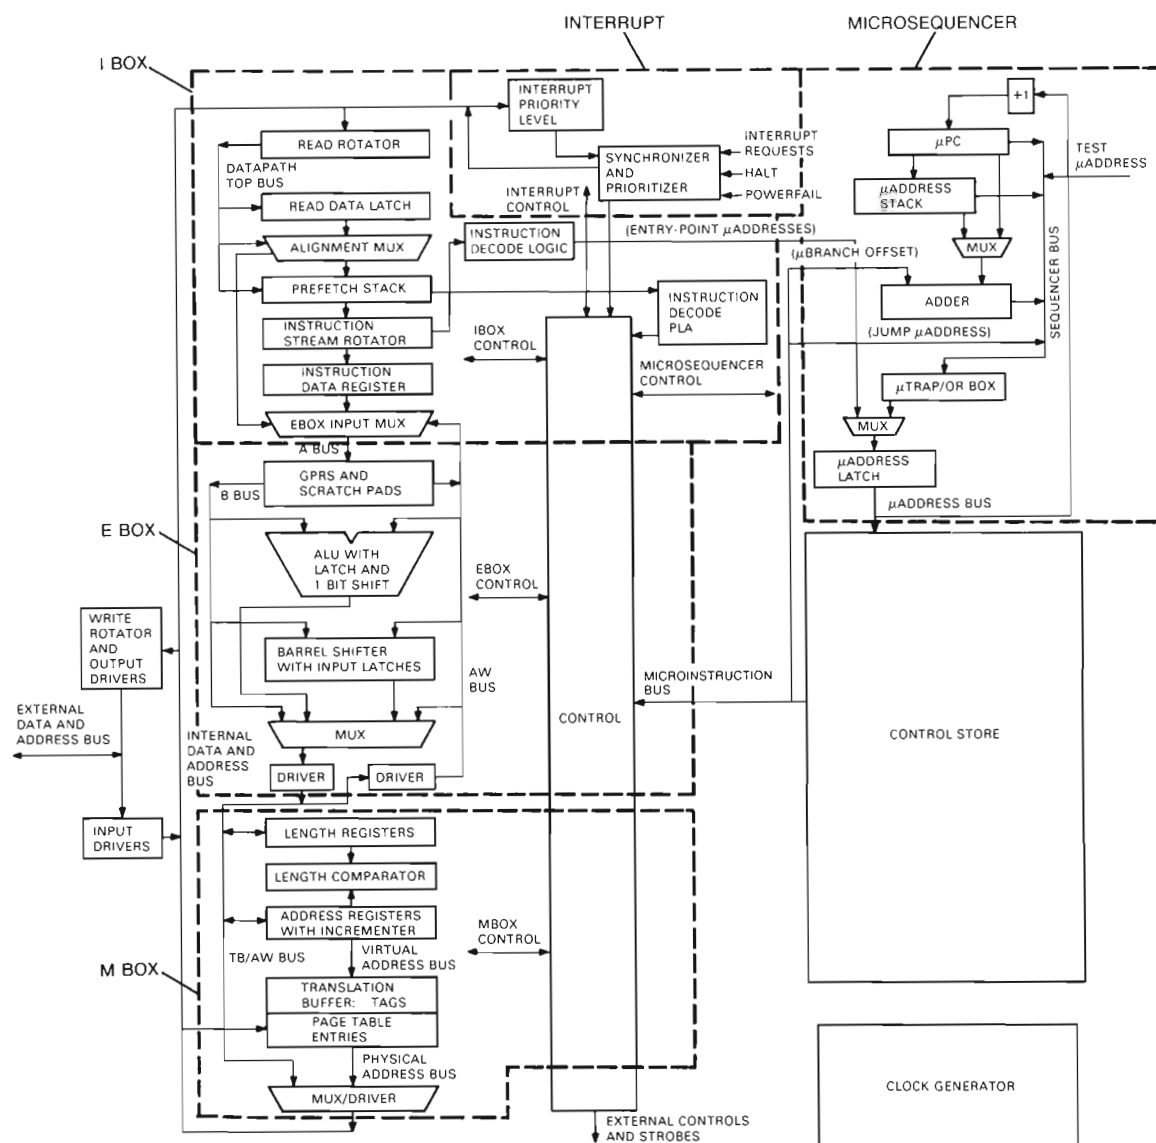 INTERRUPT
MICROSEQUENCER
I BOX
INTERRUPT
PRIORITY
LEVEL
+1
READ ROTATOR
DATAPATH
TOP BUS
SYNCHRONIZER
AND
PRIORITIZER
INTERRUPT
REQUESTS
HALT
POWERFAIL
μPC
TEST
μADDRESS
READ DATA LATCH
INTERRUPT
CONTROL
μADDRESS
STACK
ALIGNMENT MUX
INSTRUCTION
DECODE LOGIC
(ENTRY-POINT μADDRESSES)
(μBRANCH OFFSET)
MUX
SEQUENCER BUS
PREFETCH STACK
INSTRUCTION
DECODE
PLA
ADDER
INSTRUCTION
STREAM ROTATOR
IBOX
CONTROL
(JUMP μADDRESS)
MICROSEQUENCER
CONTROL
INSTRUCTION
DATA REGISTER
μTRAP/OR BOX
EBOX INPUT MUX
MUX
A BUS
μADDRESS
LATCH
GPRS AND
SCRATCH PADS
B BUS
μADDRESS BUS
E BOX
ALU WITH
LATCH AND
1 BIT SHIFT
EBOX
CONTROL
WRITE
ROTATOR
AND
OUTPUT
DRIVERS
BARREL SHIFTER
WITH INPUT LATCHES
AW
BUS
MICROINSTRUCTION
BUS
EXTERNAL
DATA AND
ADDRESS BUS
INTERNAL
DATA AND
ADDRESS
BUS
MUX
CONTROL
CONTROL STORE
DRIVER
DRIVER
INPUT
DRIVERS
LENGTH REGISTERS
LENGTH COMPARATOR
ADDRESS REGISTERS
WITH INCREMENTER
MBOX
CONTROL
TB/AW BUS
VIRTUAL
ADDRESS BUS
M BOX
TRANSLATION
BUFFER: TAGS
PAGE TABLE
ENTRIES
PHYSICAL
ADDRESS BUS
MUX/DRIVER
CLOCK GENERATOR
EXTERNAL CONTROLS
AND STROBES